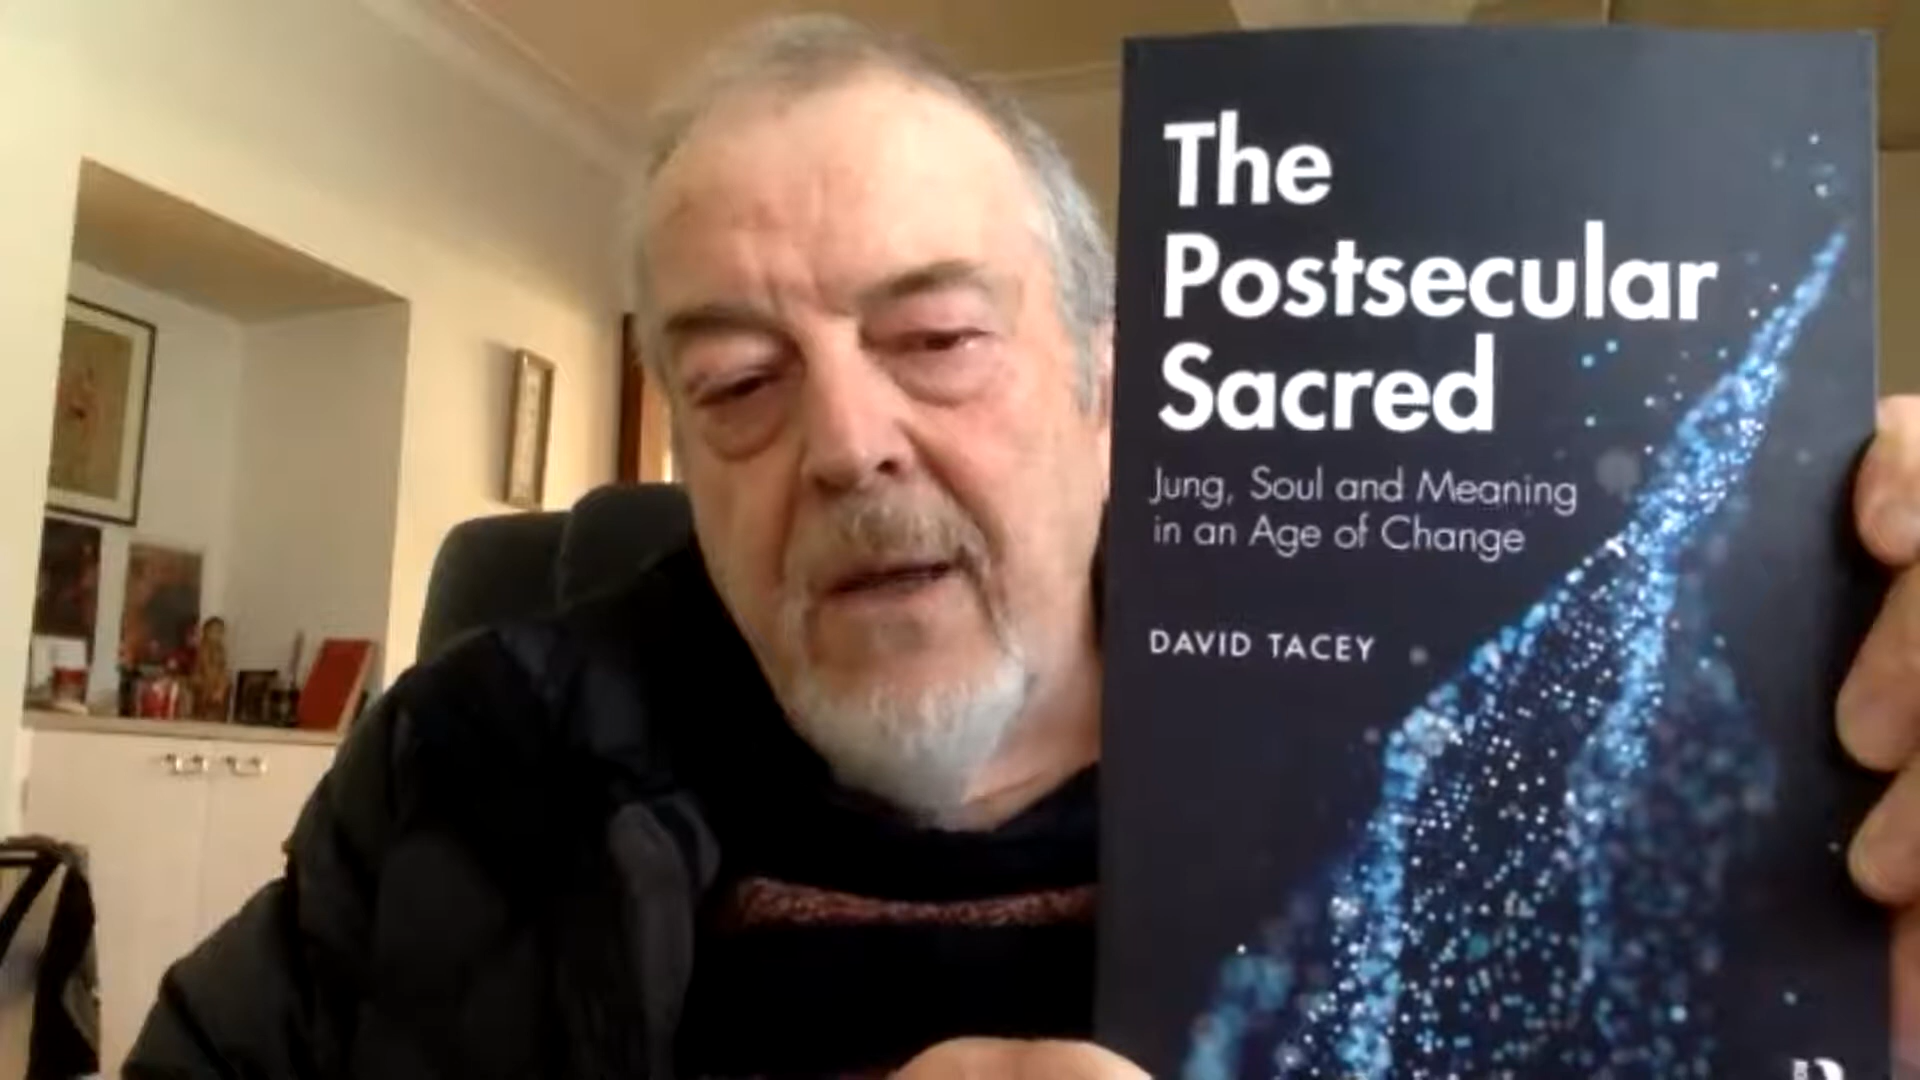 The
Postsecular
Sacred
Jung, Soul and Meaning
in an Age of Change
DAVID TACEY